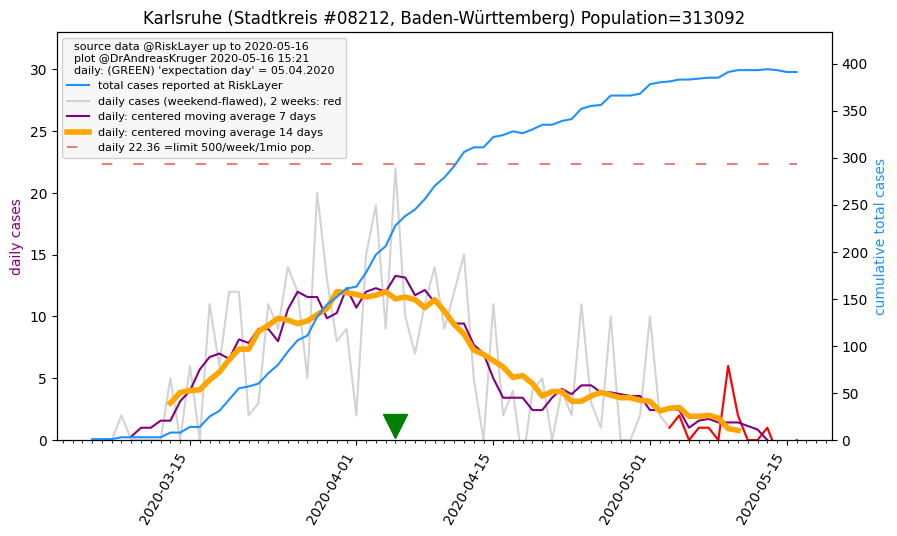 Karlsruhe (Stadtkreis #08212, Baden-Württemberg) Population=313092
source data @RiskLayer up to 2020-05-16
plot @DrAndreasKruger 2020-05-16 15:21
daily: (GREEN) 'expectation day' = 05.04.2020
total cases reported at RiskLayer
daily cases (weekend-flawed), 2 weeks: red
daily: centered moving average 7 days
daily: centered moving average 14 days
daily 22.36 =limit 500/week/1mio pop.
daily cases
30
25
20
15
10
5
0
400
350
300
250
200
150
100
50
0
cumulative total cases
2020-03-15
2020-04-01
2020-04-15
2020-05-01
2020-05-15